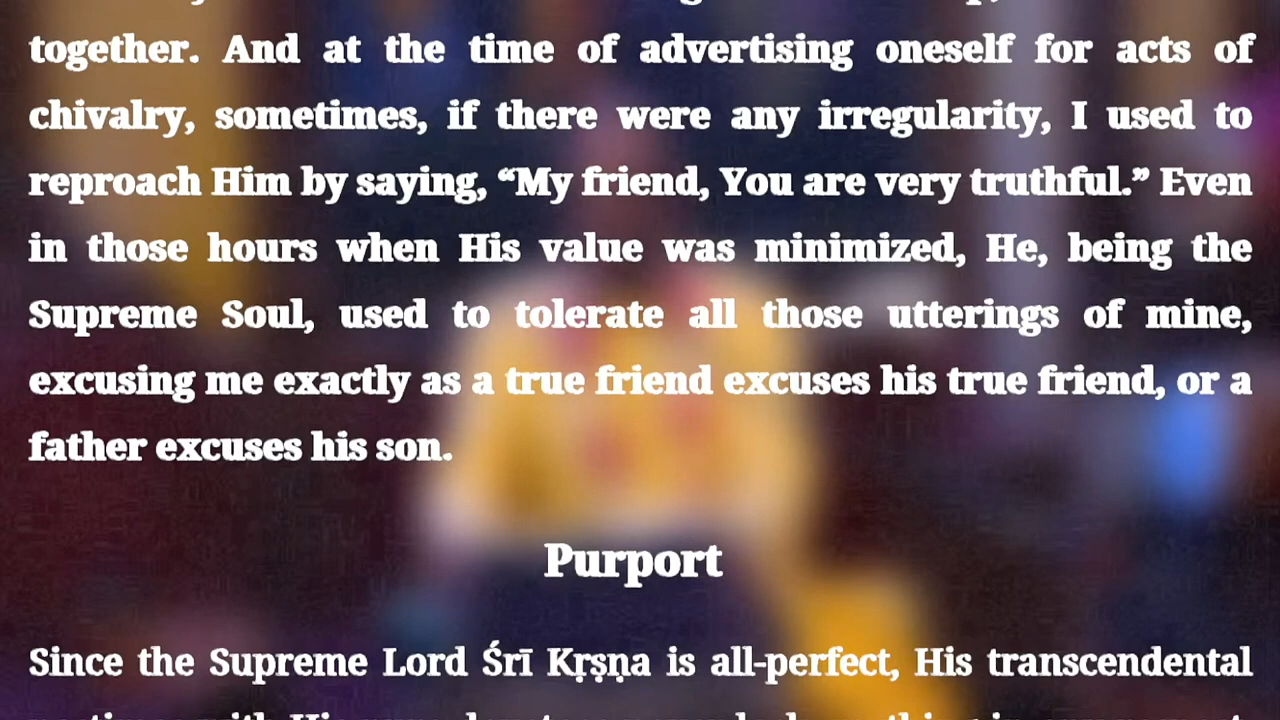 together. And at the time of advertising oneself for acts of
chivalry, sometimes, if there were any irregularity, I used to
reproach Him by saying, “My friend, You are very truthful.” Even
in those hours when His value was minimized, He, being the
Supreme Soul, used to tolerate all those utterings of mine,
excusing me exactly as a true friend excuses his true friend, or a
father excuses his son.
Purport
Since the Supreme Lord Śrī Kṛṣṇa is all-perfect, His transcendental